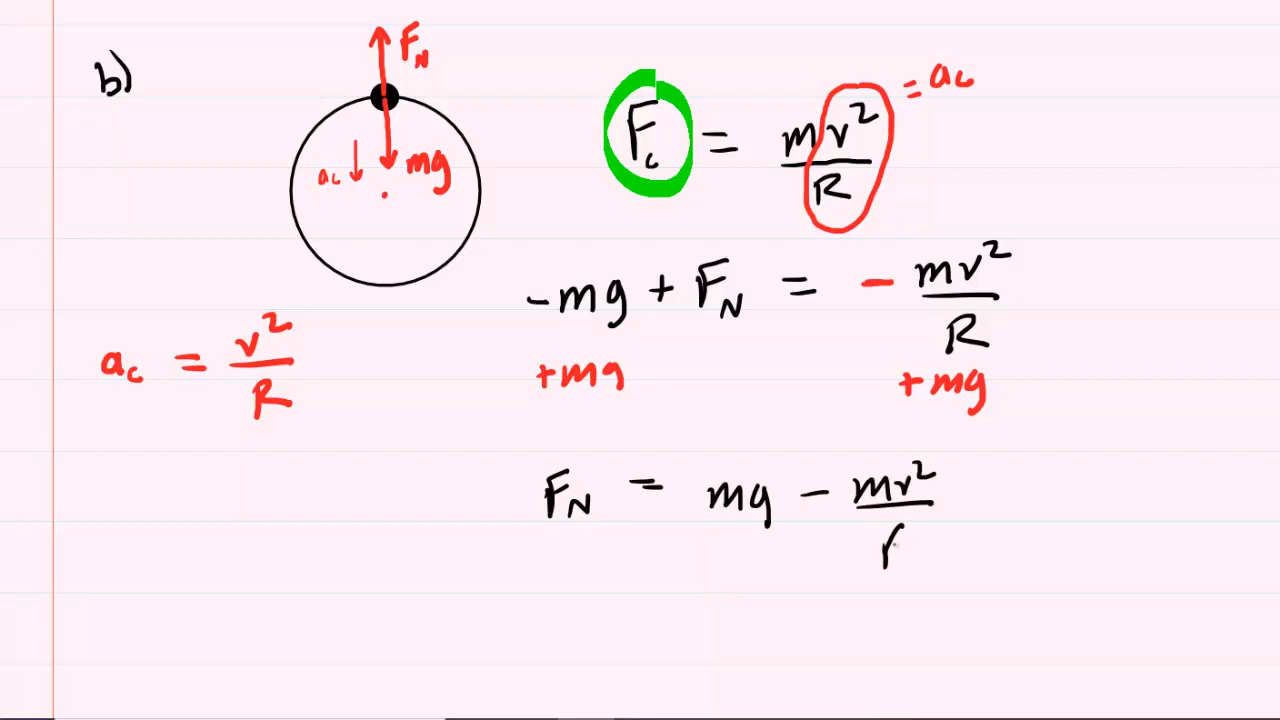 b)
F_N
mg
a_c
F_c = mv²/R = a_c
-mg + F_N = - mv²/R
+mg +mg
a_c = v²/R
F_N = mg - mv²/